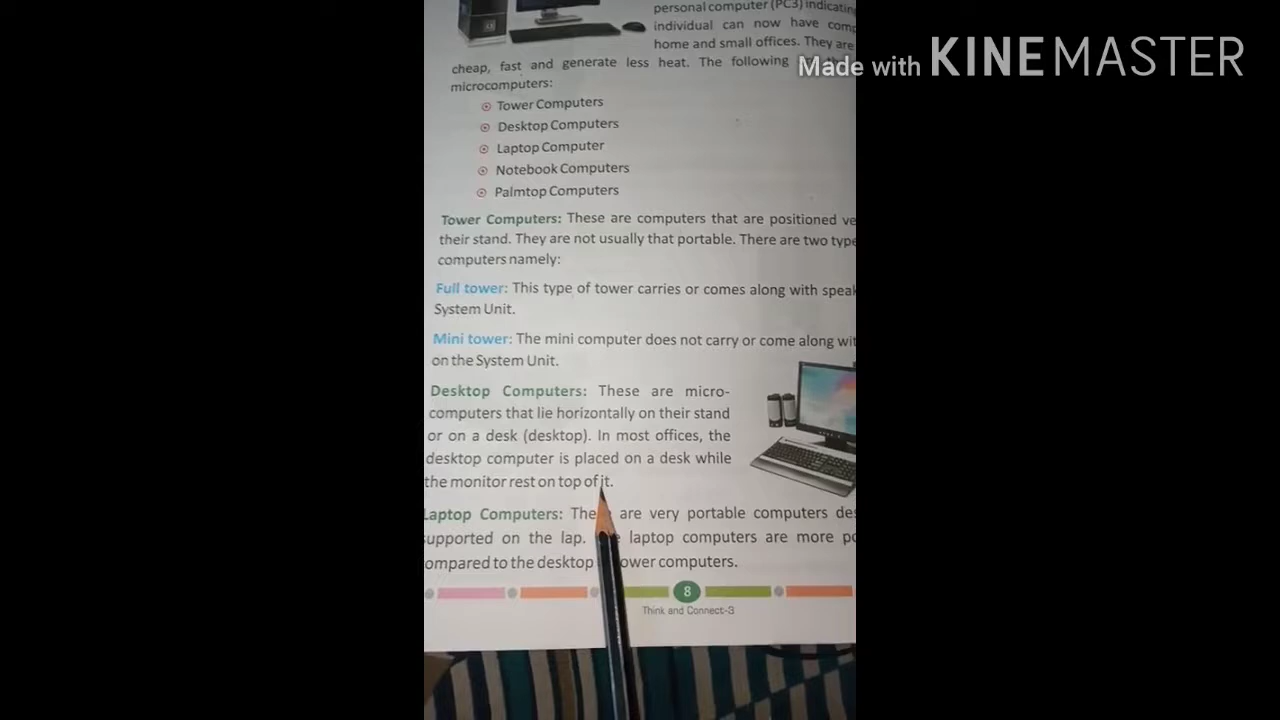 personal computer (PC3) indicating
individual can now have com
home and small offices. They are
Made with KINEMASTER
cheap, fast and generate less heat. The following
microcomputers:
Tower Computers
Desktop Computers
Laptop Computer
Notebook Computers
Palmtop Computers
Tower Computers: These are computers that are positioned ve
their stand. They are not usually that portable. There are two type
computers namely:
Full tower: This type of tower carries or comes along with speak
System Unit.
Mini tower: The mini computer does not carry or come along wit
on the System Unit.
Desktop Computers: These are micro-
computers that lie horizontally on their stand
or on a desk (desktop). In most offices, the
desktop computer is placed on a desk while
the monitor rest on top of it.
Laptop Computers: The are very portable computers des
supported on the lap. laptop computers are more po
ompared to the desktop ower computers.
8
Think and Connect-3